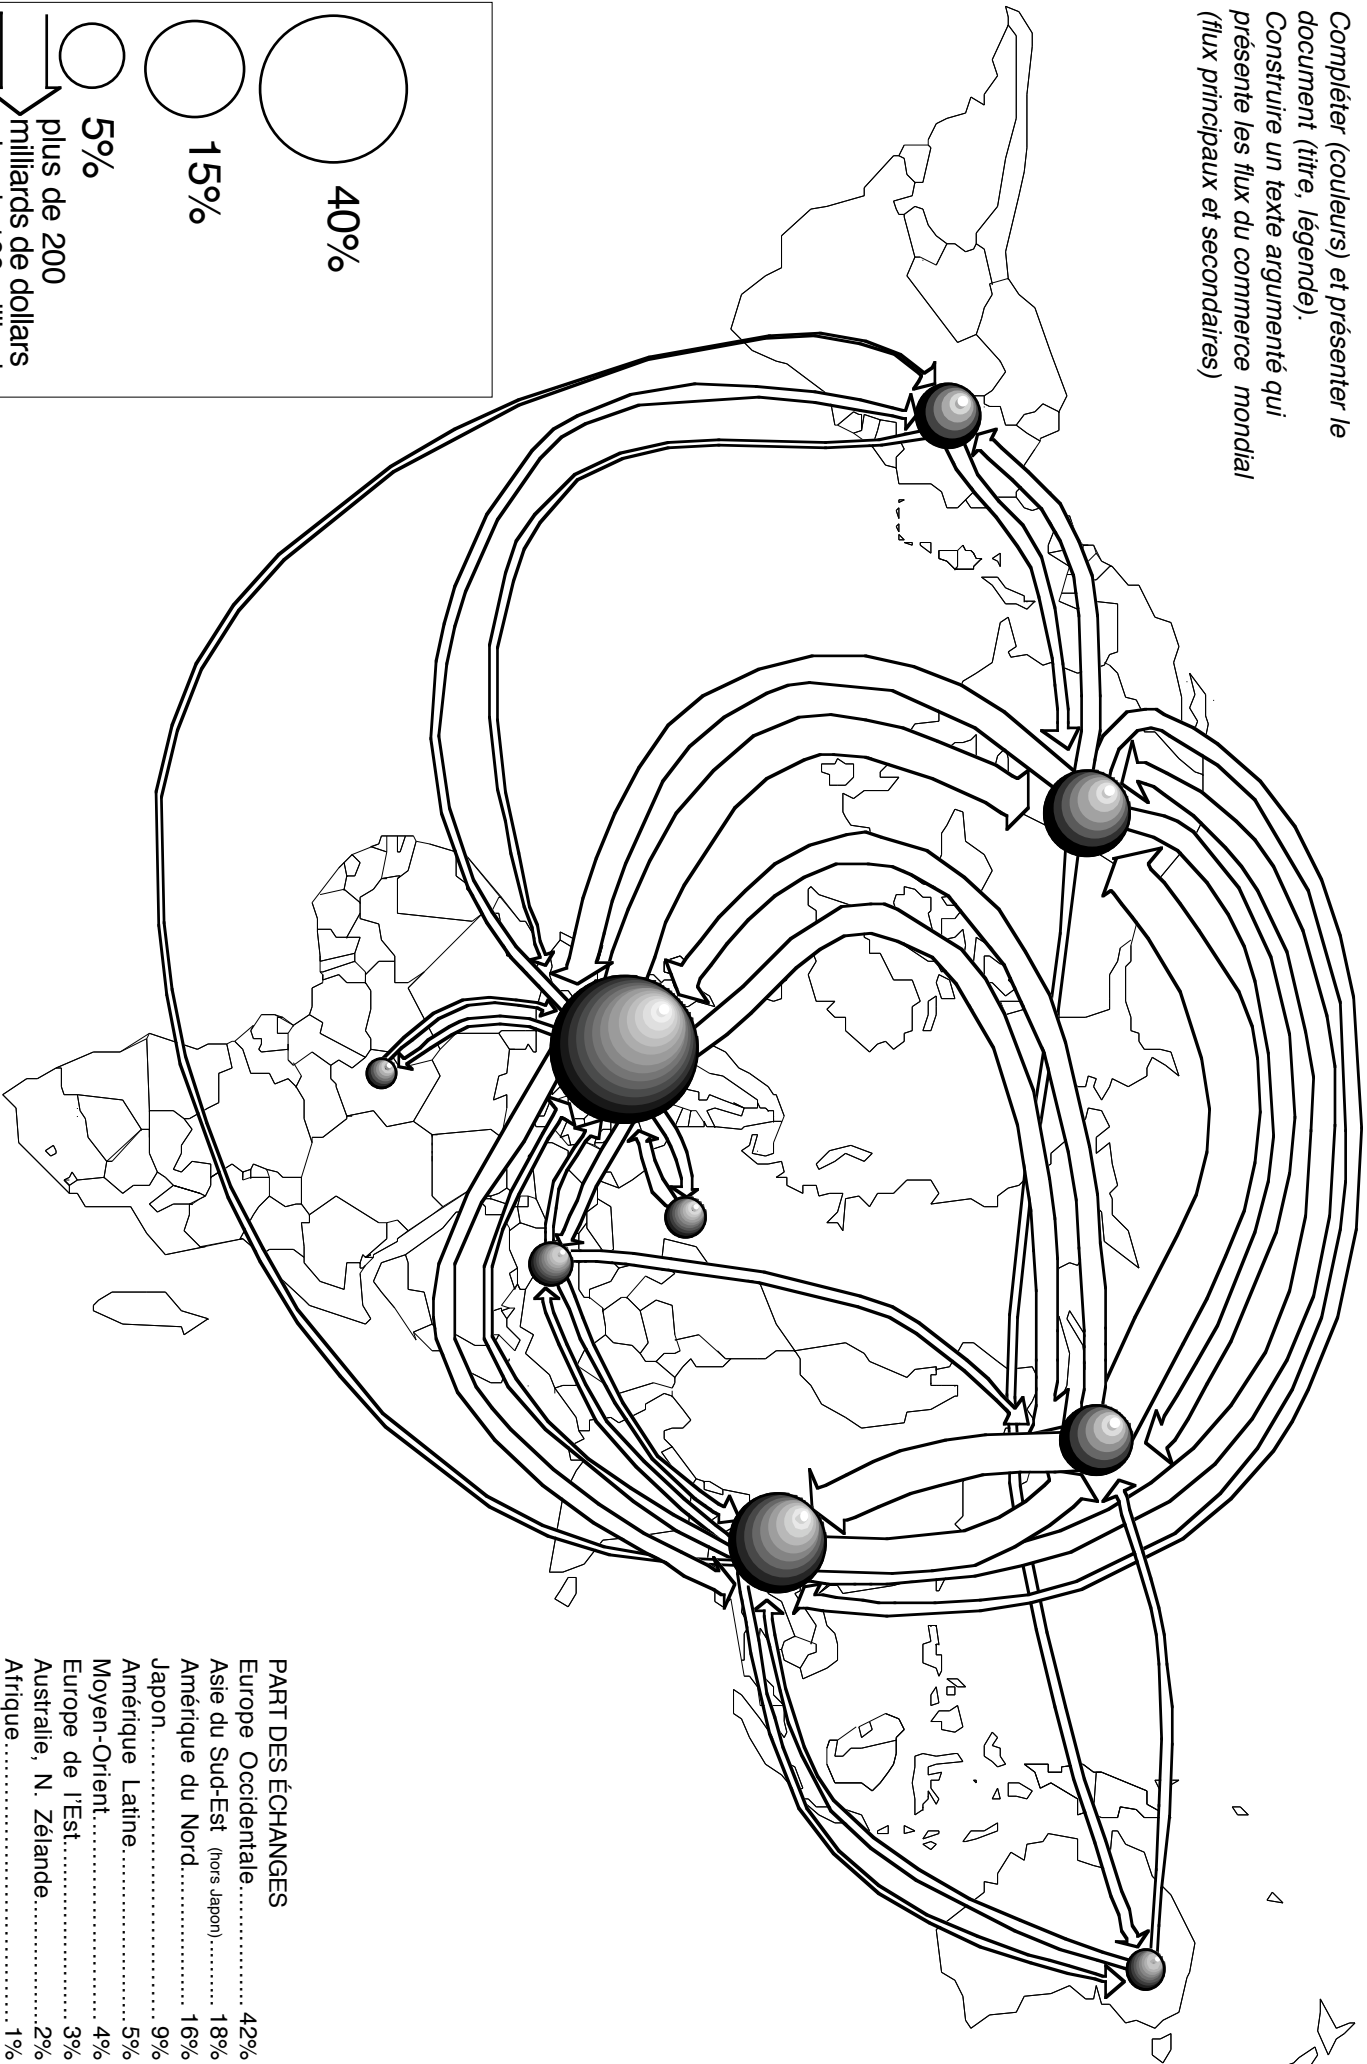 Compléter (couleurs) et présenter le
document (titre, légende).
Construire un texte argumenté qui
présente les flux du commerce mondial
(flux principaux et secondaires)
40%
15%
5%
plus de 200
milliards de dollars
PART DES ÉCHANGES
Europe Occidentale.............. 42%
Asie du Sud-Est (hors Japon)......... 18%
Amérique du Nord................. 16%
Japon.................................. 9%
Amérique Latine.................... 5%
Moyen-Orient....................... 4%
Europe de l'Est..................... 3%
Australie, N. Zélande.............2%
Afrique................................. 1%